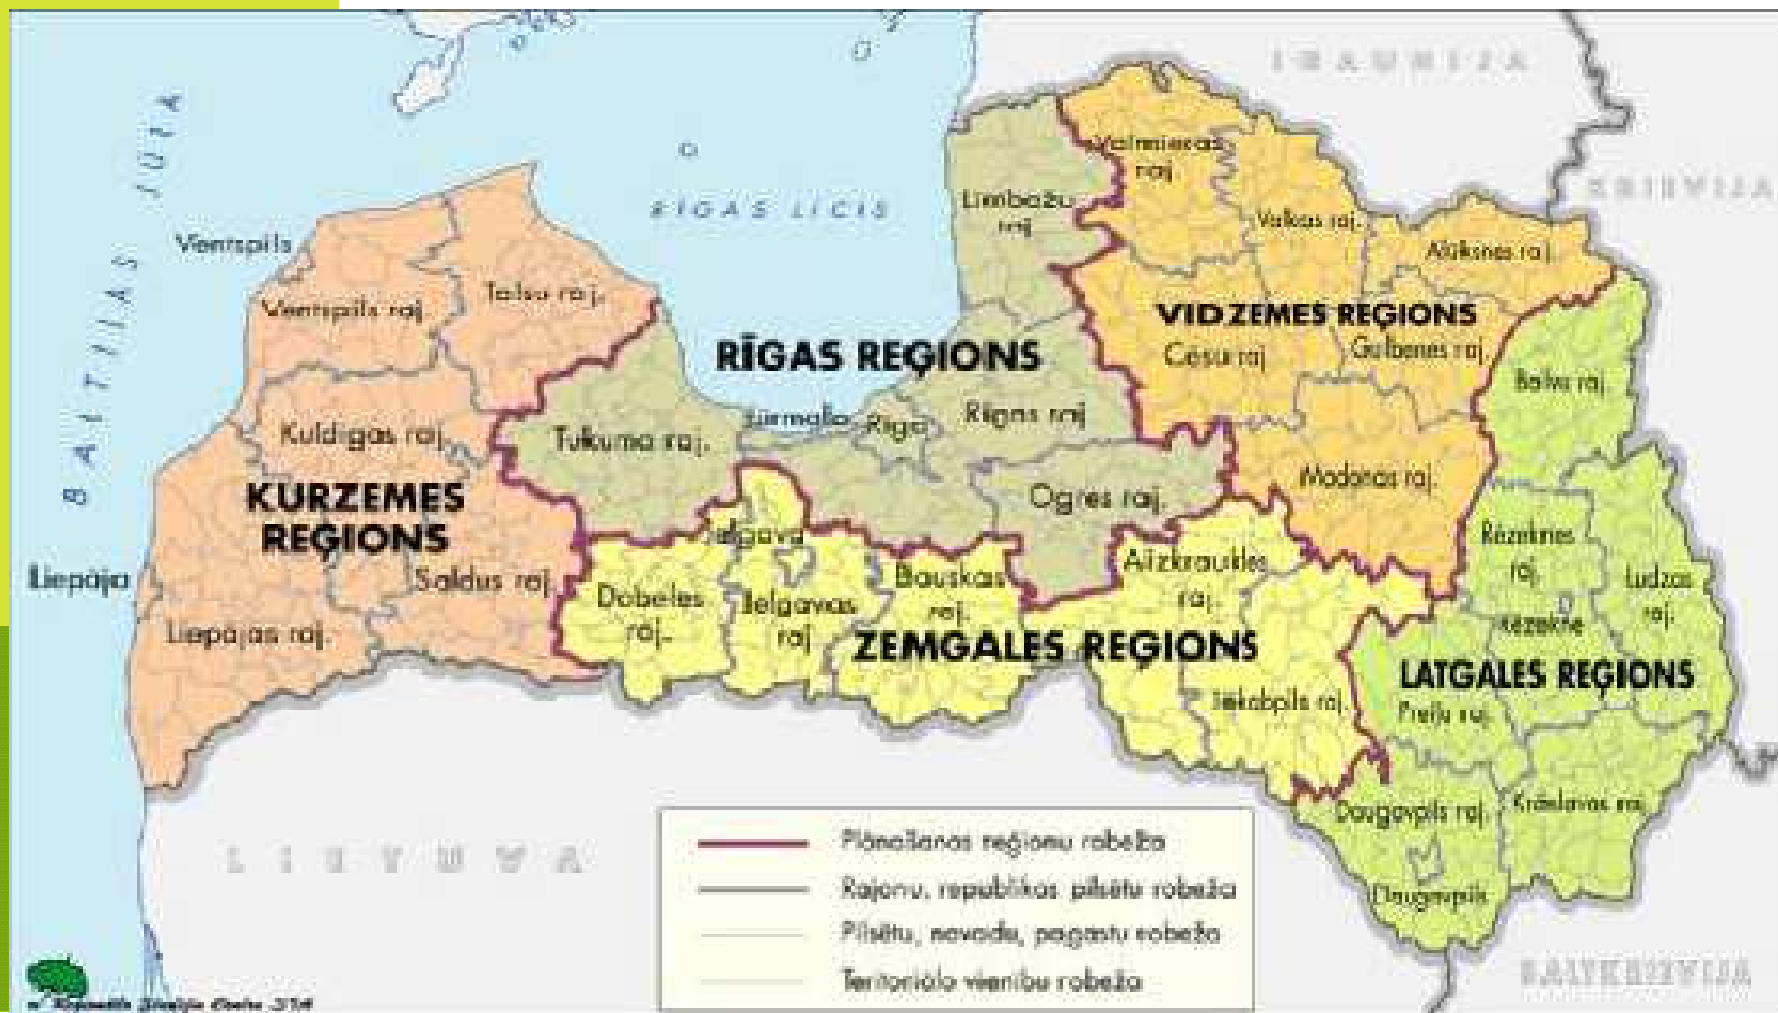 IGAUNIJA
KRIEVIJA
BALTIJAS JŪRA
RĪGAS LĪCIS
Valmieras
raj.
Limbažu
raj
Valkas raj.
Alūksnes raj.
Ventspils
Ventspils raj
Talsu raj.
VIDZEMES REĢIONS
Cēsu raj
Gulbenes raj.
RĪGAS REĢIONS
Balvu raj.
Kuldīgas raj.
Tukuma raj.
Jūrmala
Rīga
Rīgas raj
Madonas raj.
KURZEMES
REĢIONS
Ogres raj.
Rēzeknes
raj.
Ludzas
raj.
Jelgava
Aizkraukles
raj.
Liepāja
Saldus raj.
Dobeles
raj.
Jelgavas
raj
Bauskas
raj.
Rēzekne
Liepājas raj.
ZEMGALES REĢIONS
LATGALES REĢIONS
Jēkabpils raj.
Preiļu raj.
Daugavpils raj.
Krāslavas raj
Daugavpils
LIETUVA
BALTKRIEVIJA
Plānošanas reģionu robeža
Rajonu, republikas pilsētu robeža
Pilsētu, novadu, pagastu robeža
Teritoriālo vienību robeža